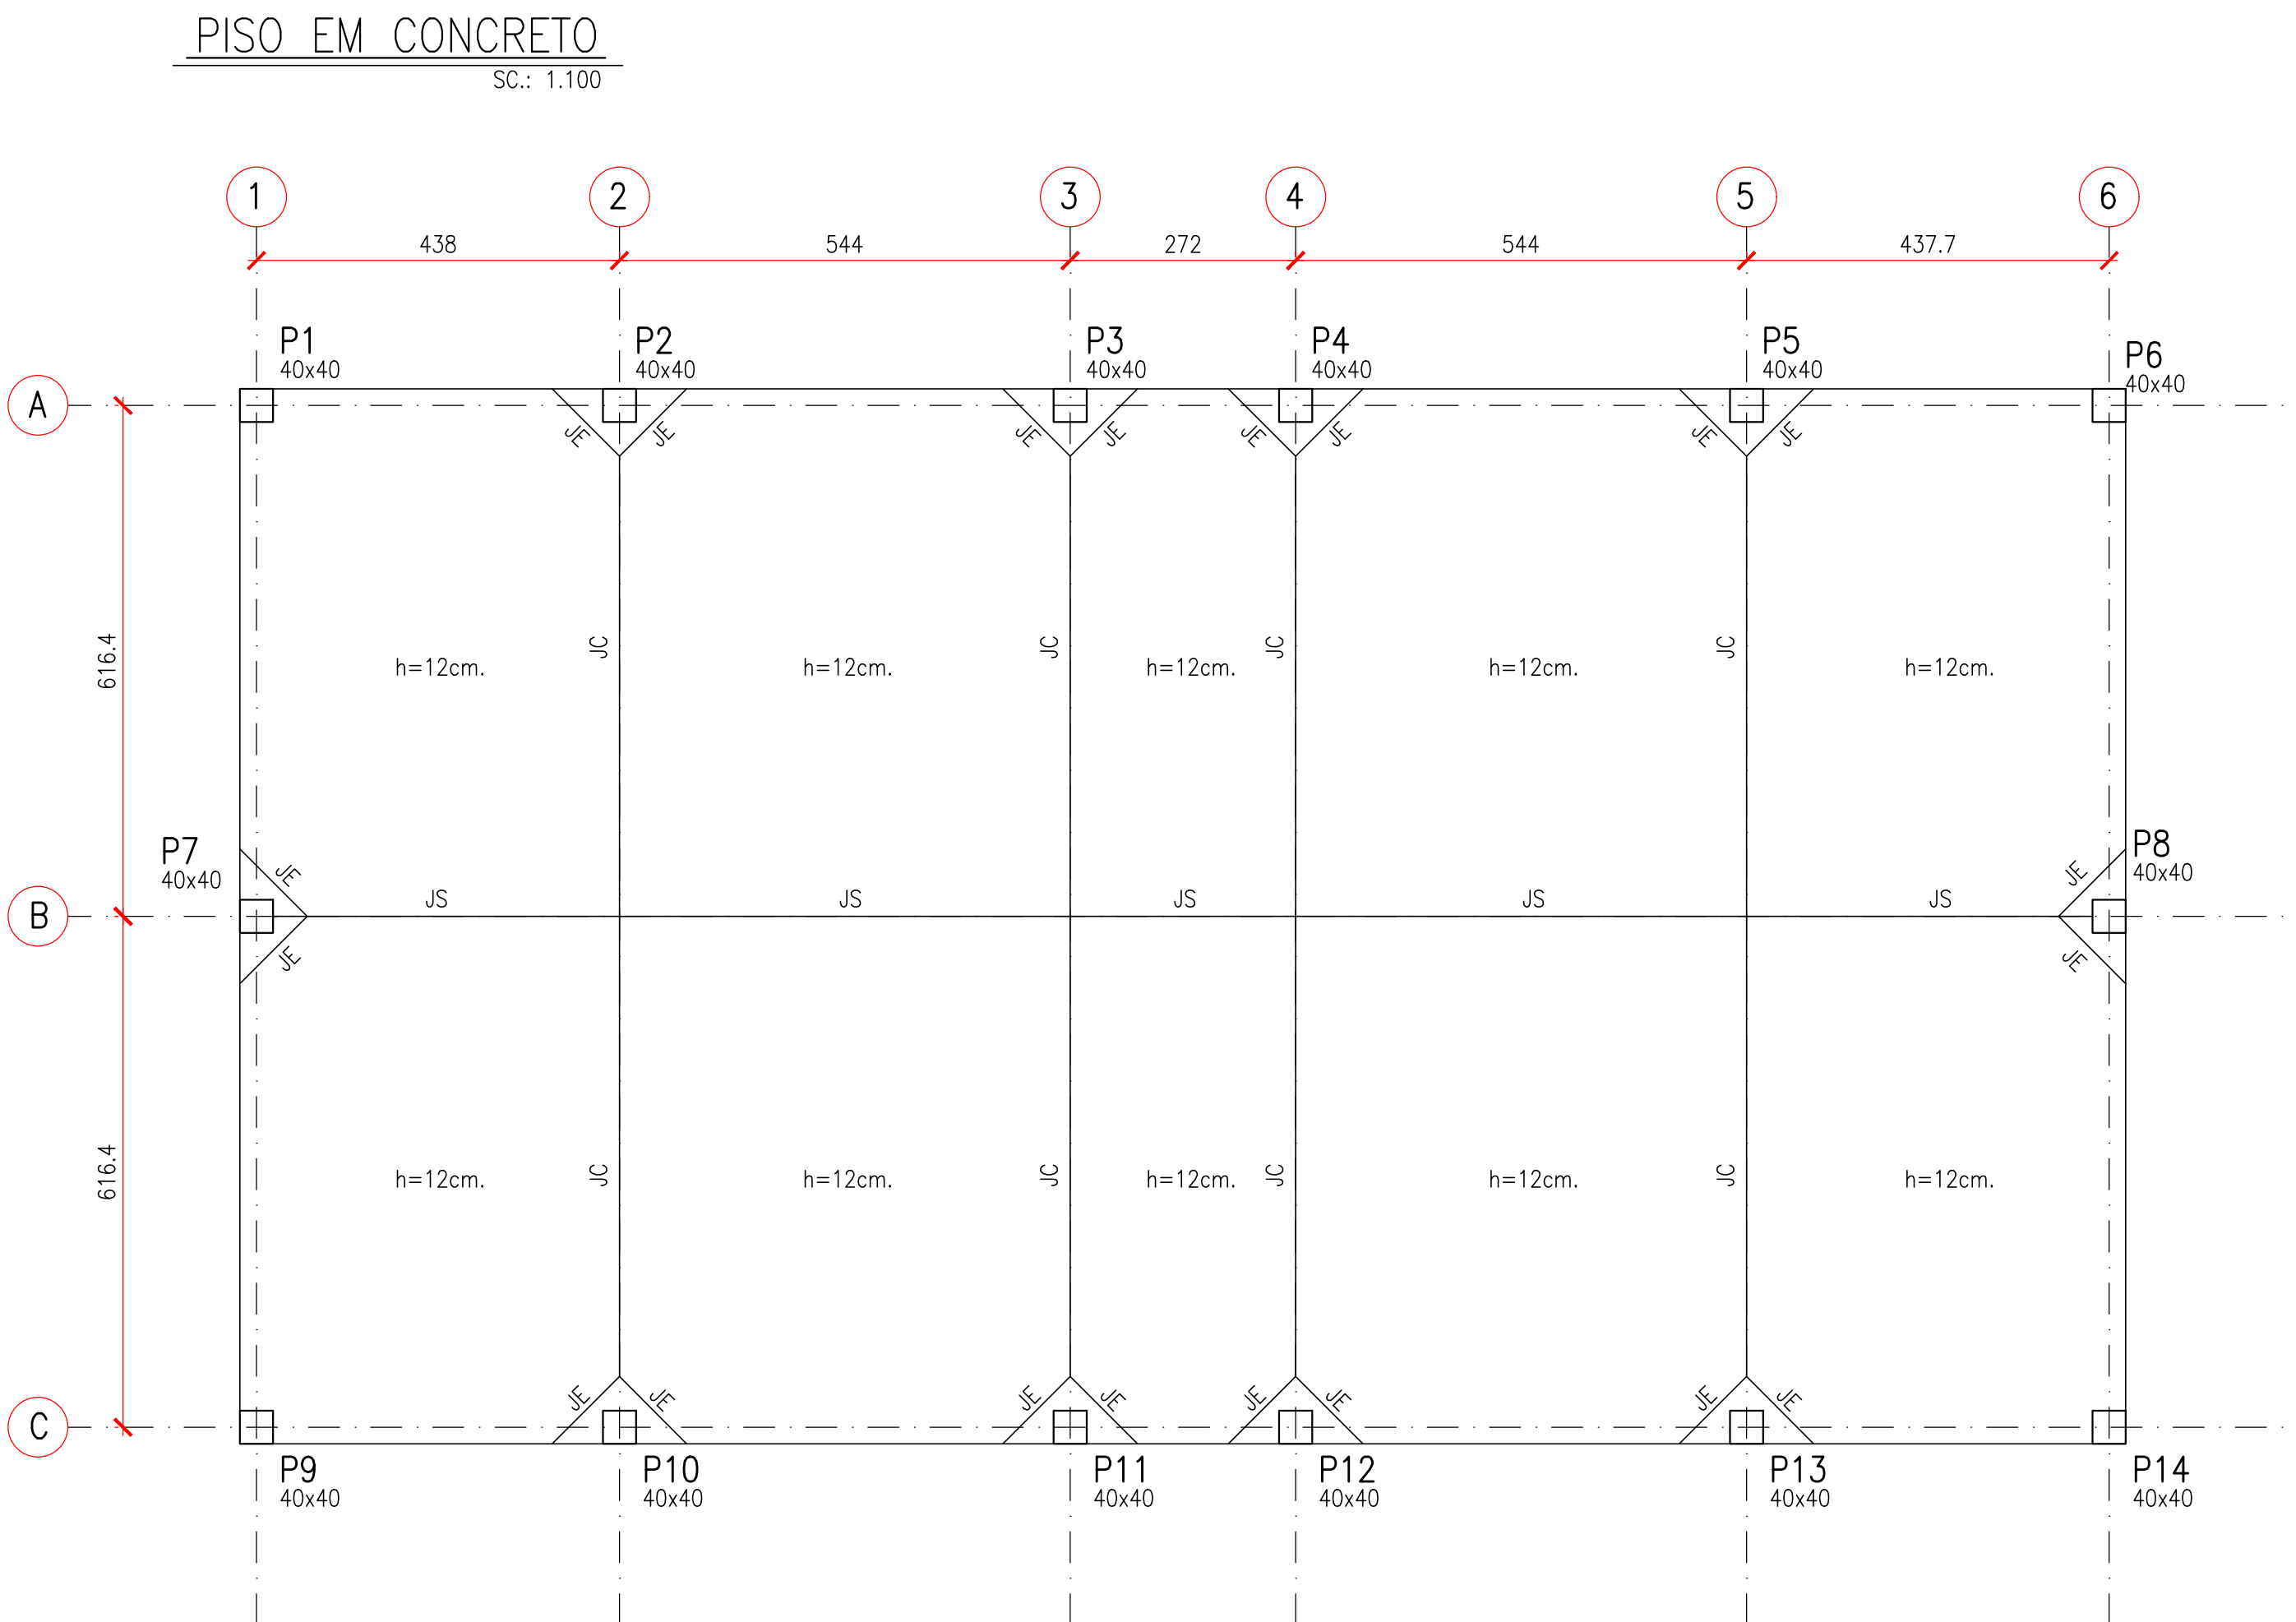 PISO EM CONCRETO
SC.: 1.100
1 2 3 4 5 6
438 544 272 544 437.7
P1 P2 P3 P4 P5 P6
40x40 40x40 40x40 40x40 40x40 40x40
A
JE JE JE JE JE JE JE JE
616.4
JC JC JC JC
h=12cm. h=12cm. h=12cm. h=12cm. h=12cm.
P7 P8
40x40 40x40
JE JE
JS JS JS JS JS
B
JE JE
616.4
JC JC JC JC
h=12cm. h=12cm. h=12cm. h=12cm. h=12cm.
JE JE JE JE JE JE JE JE
C
P9 P10 P11 P12 P13 P14
40x40 40x40 40x40 40x40 40x40 40x40